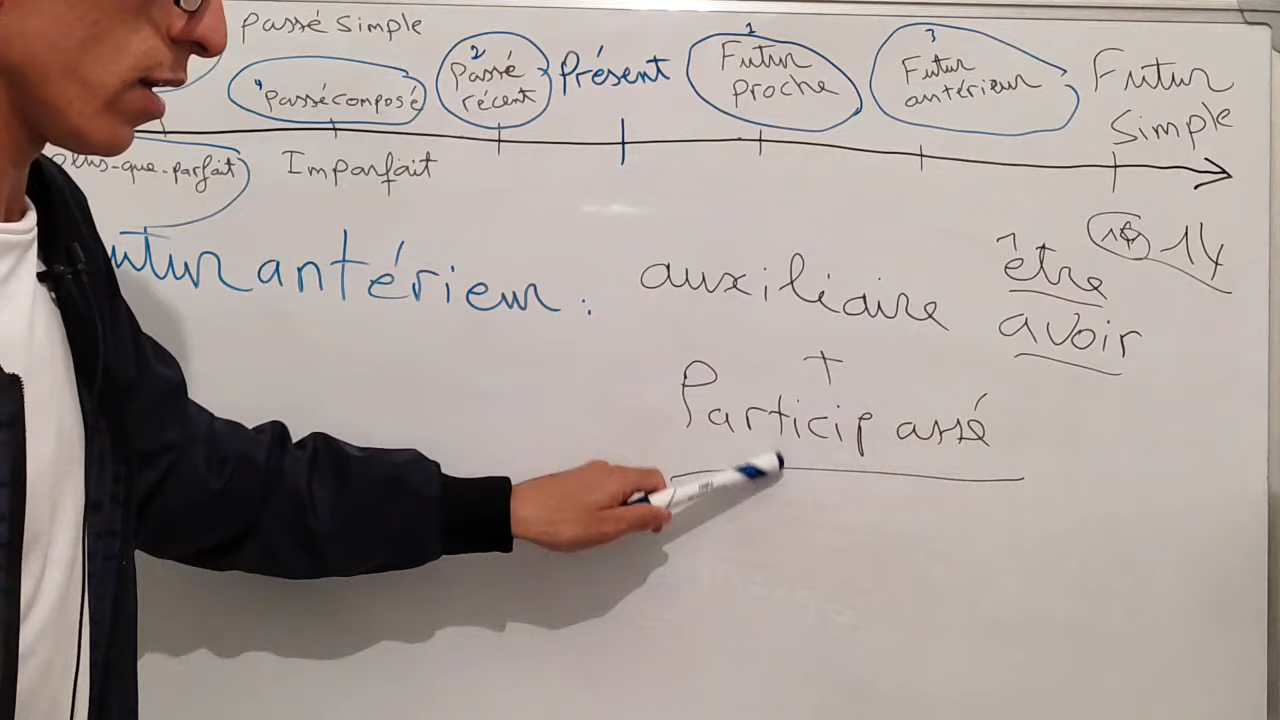 Passé Simple
4 Passé composé
2 Passé récent
Présent
1 Futur proche
3 Futur antérieur
Futur Simple
plus-que-parfait
Imparfait
14
utur antérieur :
auxiliaire
être
avoir
+
Particip assé